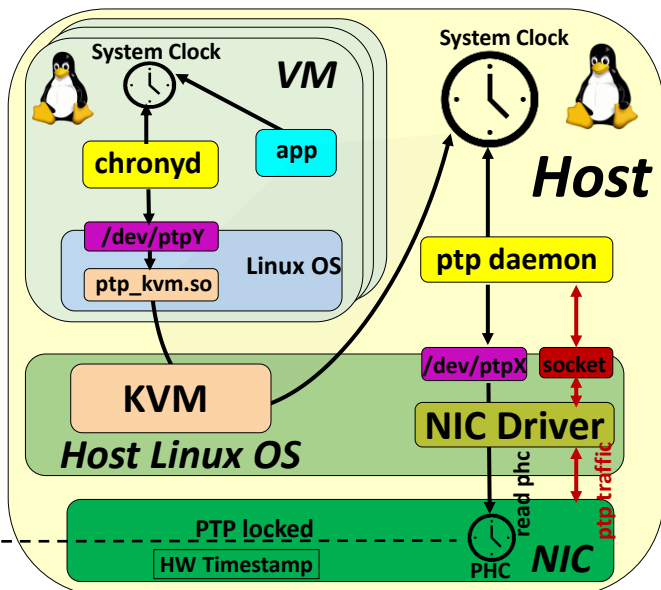 System Clock
VM
chronyd
app
/dev/ptpY
Linux OS
ptp_kvm.so
System Clock
Host
ptp daemon
/dev/ptpX
socket
KVM
NIC Driver
Host Linux OS
read phc
ptp traffic
PTP locked
HW Timestamp
PHC
NIC